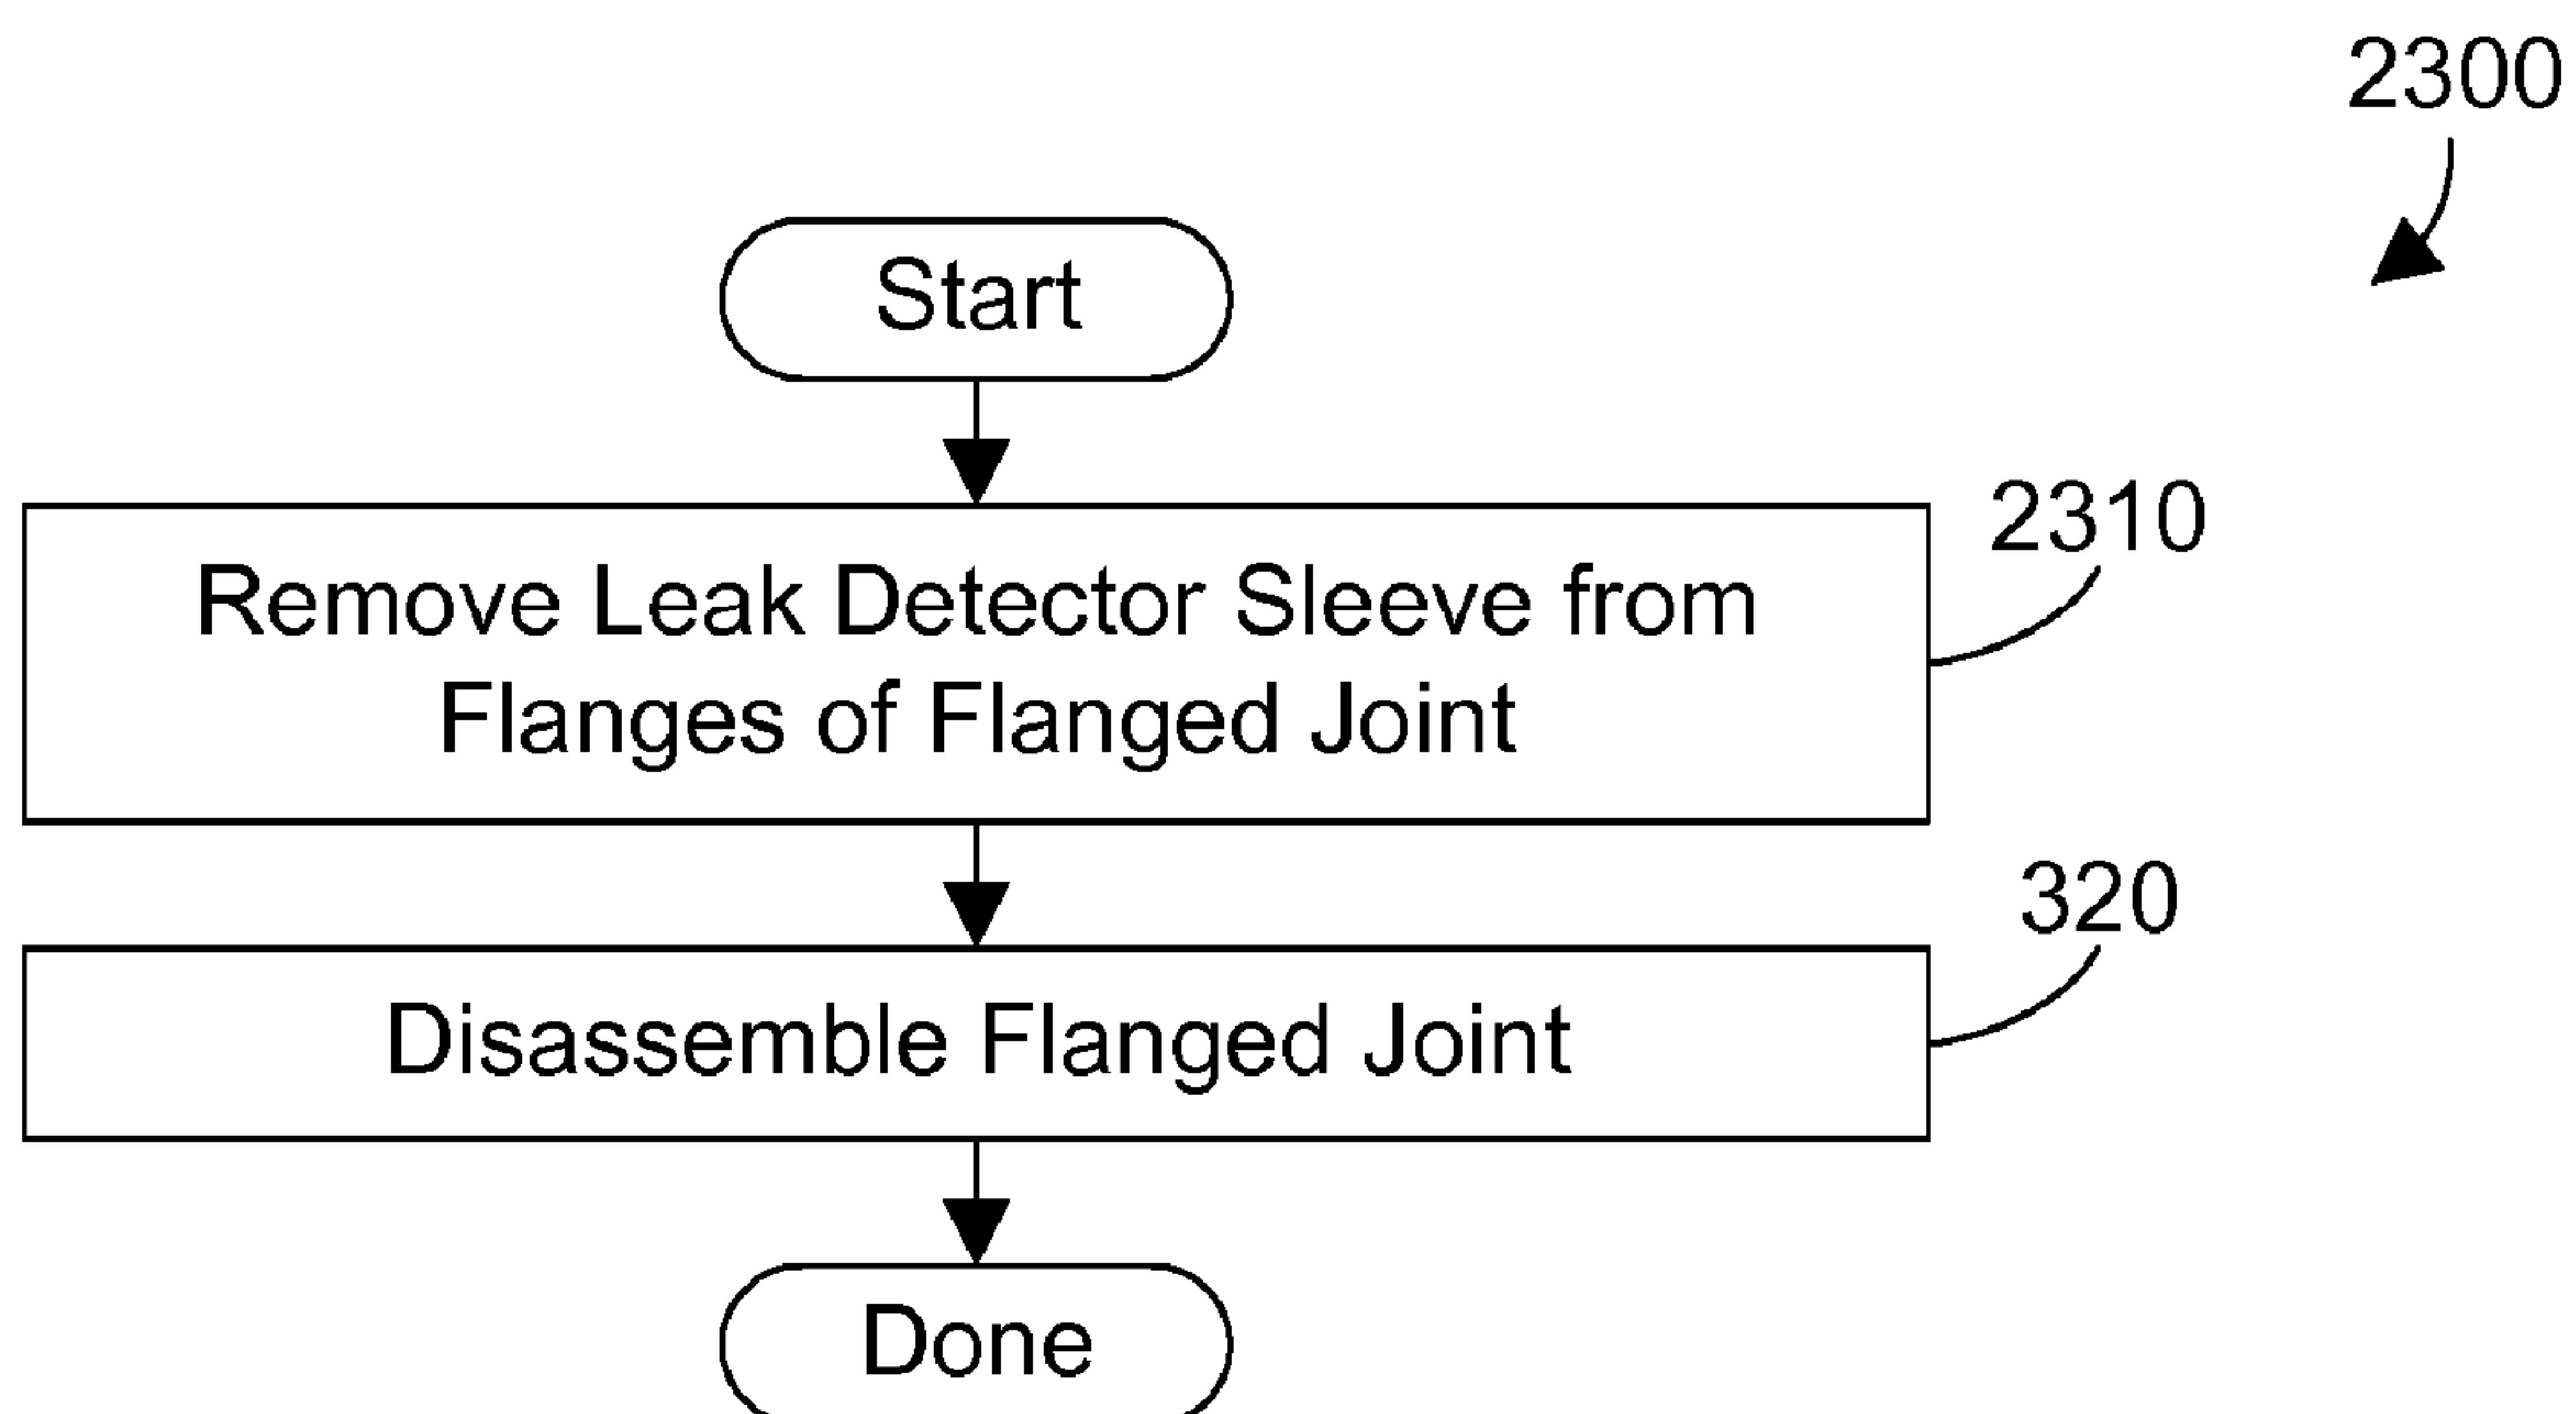 2300
Start
2310
Remove Leak Detector Sleeve from
Flanges of Flanged Joint
320
Disassemble Flanged Joint
Done